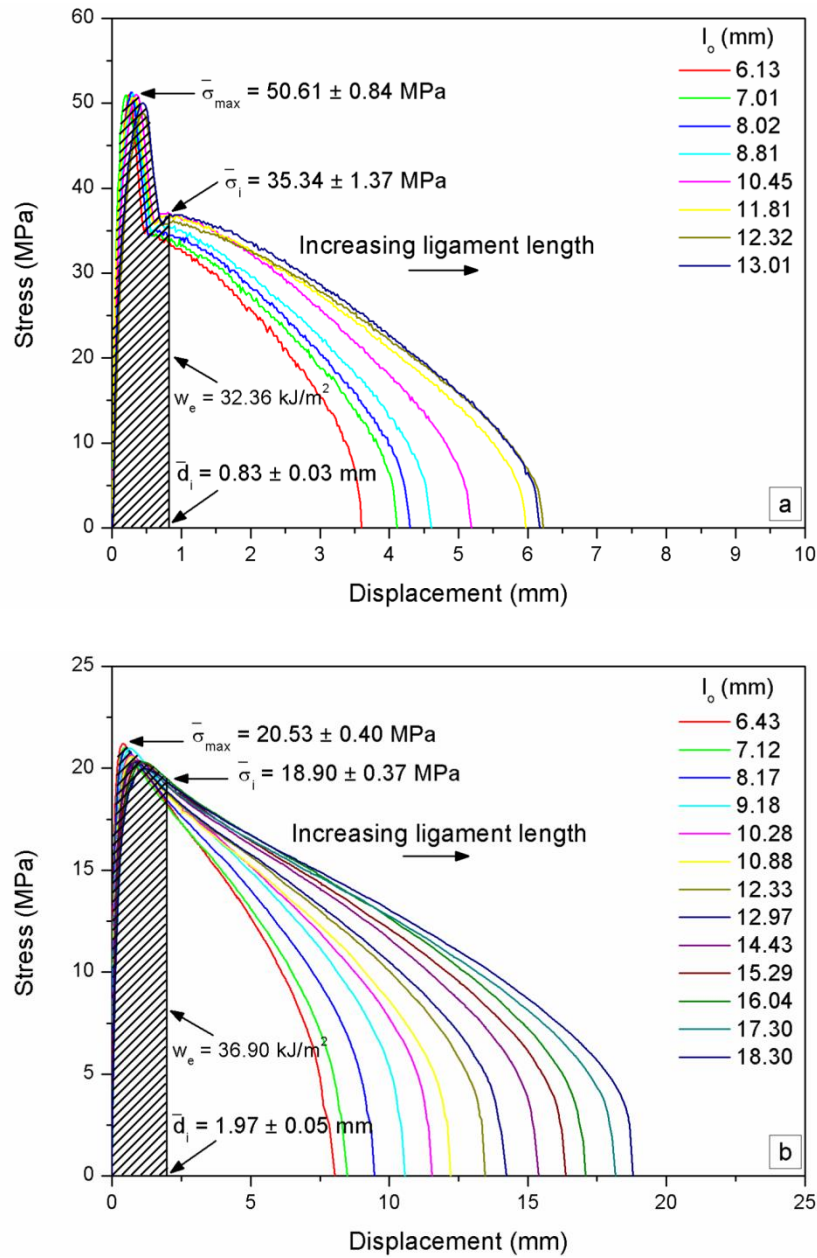 60
50
40
30
20
10
0
Stress (MPa)
σ̄max = 50.61 ± 0.84 MPa
σ̄i = 35.34 ± 1.37 MPa
Increasing ligament length
we = 32.36 kJ/m²
d̄i = 0.83 ± 0.03 mm
lo (mm)
6.13
7.01
8.02
8.81
10.45
11.81
12.32
13.01
a
0 1 2 3 4 5 6 7 8 9 10
Displacement (mm)
25
20
15
10
5
0
Stress (MPa)
σ̄max = 20.53 ± 0.40 MPa
σ̄i = 18.90 ± 0.37 MPa
Increasing ligament length
we = 36.90 kJ/m²
d̄i = 1.97 ± 0.05 mm
lo (mm)
6.43
7.12
8.17
9.18
10.28
10.88
12.33
12.97
14.43
15.29
16.04
17.30
18.30
b
0 5 10 15 20 25
Displacement (mm)